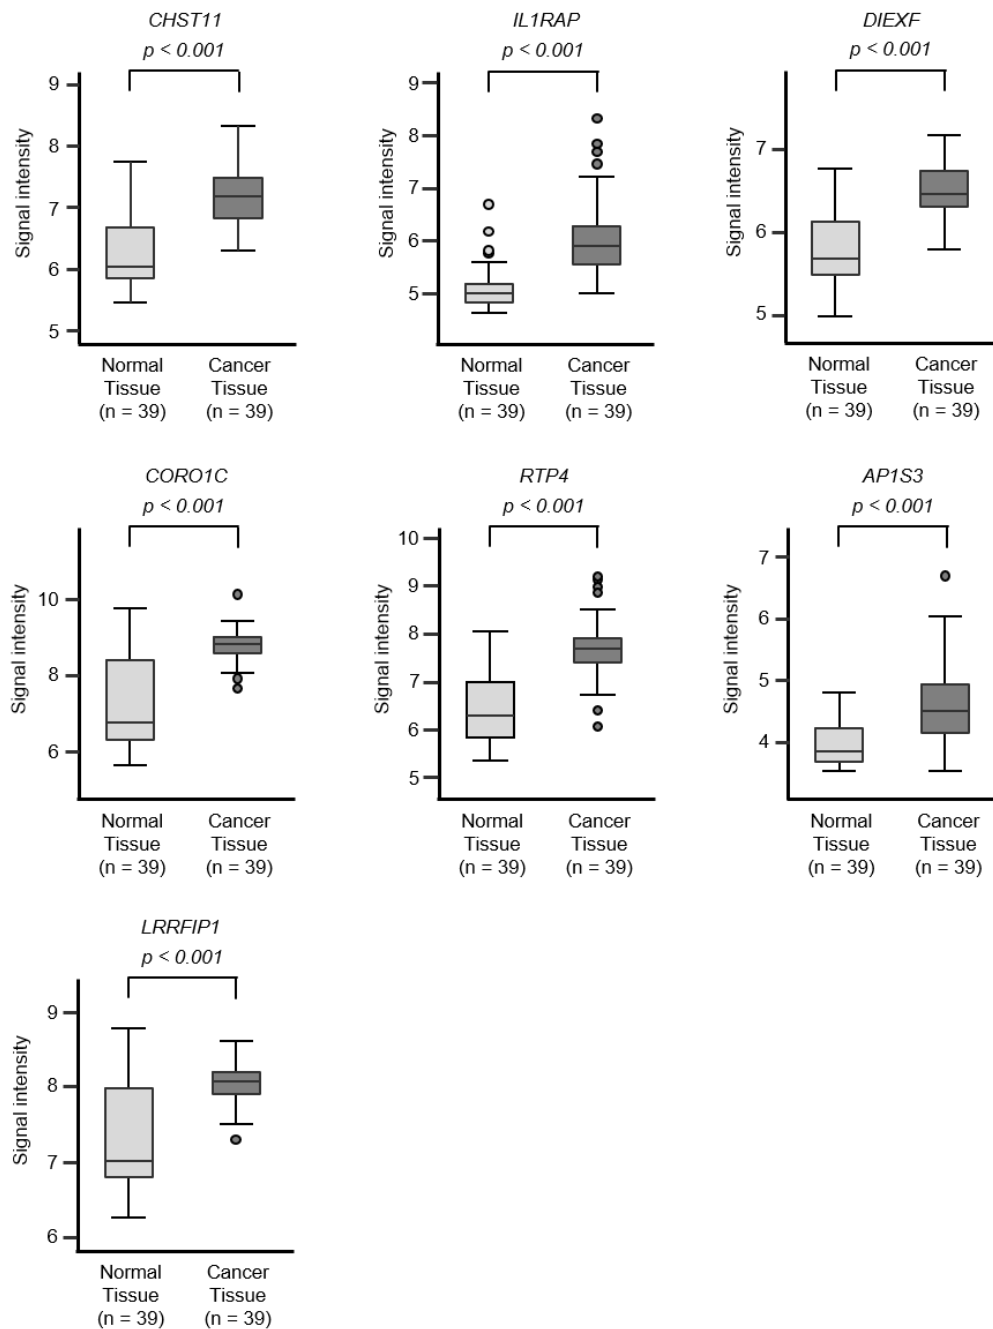 CHST11
p < 0.001
Signal intensity
9
8
7
6
5
Normal
Tissue
(n = 39)
Cancer
Tissue
(n = 39)
IL1RAP
p < 0.001
Signal intensity
9
8
7
6
5
Normal
Tissue
(n = 39)
Cancer
Tissue
(n = 39)
DIEXF
p < 0.001
Signal intensity
7
6
5
Normal
Tissue
(n = 39)
Cancer
Tissue
(n = 39)
CORO1C
p < 0.001
Signal intensity
10
8
6
Normal
Tissue
(n = 39)
Cancer
Tissue
(n = 39)
RTP4
p < 0.001
Signal intensity
10
9
8
7
6
5
Normal
Tissue
(n = 39)
Cancer
Tissue
(n = 39)
AP1S3
p < 0.001
Signal intensity
7
6
5
4
Normal
Tissue
(n = 39)
Cancer
Tissue
(n = 39)
LRRFIP1
p < 0.001
Signal intensity
9
8
7
6
Normal
Tissue
(n = 39)
Cancer
Tissue
(n = 39)